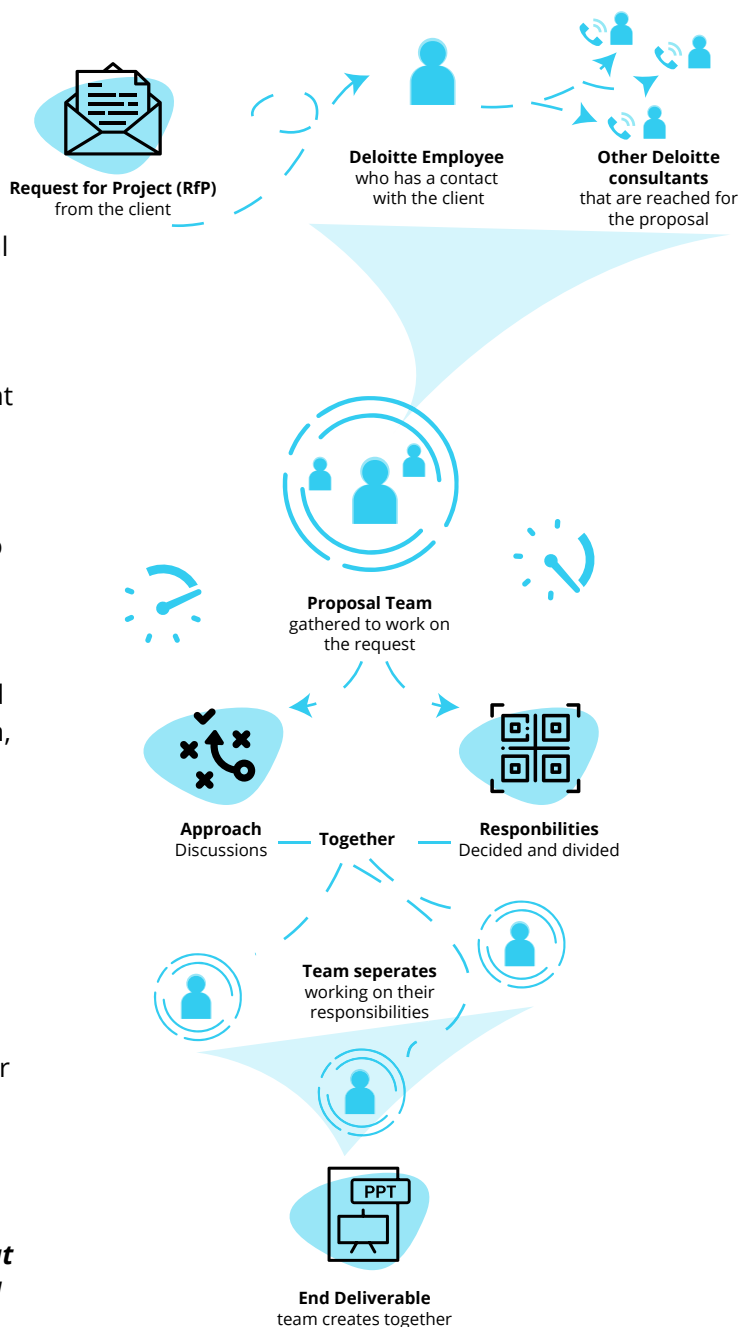 Request for Project (RfP)
from the client
Deloitte Employee
who has a contact
with the client
Other Deloitte
consultants
that are reached for
the proposal
Proposal Team
gathered to work on
the request
Approach
Discussions
Together
Responbilities
Decided and divided
Team seperates
working on their
responsibilities
PPT
End Deliverable
team creates together